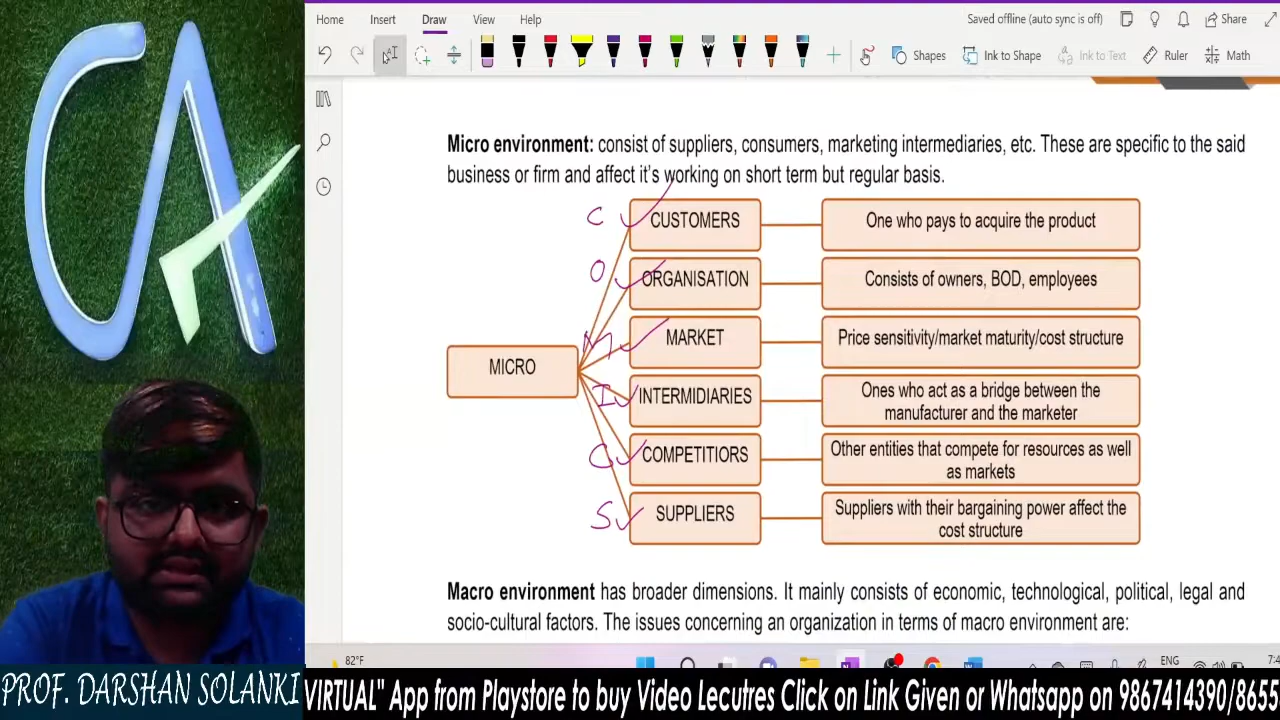 CA
Home Insert Draw View Help Saved offline (auto sync is off) Share
Shapes Ink to Shape Ink to Text Ruler Math
Micro environment: consist of suppliers, consumers, marketing intermediaries, etc. These are specific to the said
business or firm and affect it's working on short term but regular basis.
C CUSTOMERS One who pays to acquire the product
O ORGANISATION Consists of owners, BOD, employees
M MARKET Price sensitivity/market maturity/cost structure
MICRO
I INTERMIDIARIES Ones who act as a bridge between the
manufacturer and the marketer
C COMPETITIORS Other entities that compete for resources as well
as markets
S SUPPLIERS Suppliers with their bargaining power affect the
cost structure
Macro environment has broader dimensions. It mainly consists of economic, technological, political, legal and
socio-cultural factors. The issues concerning an organization in terms of macro environment are:
82°F ENG 7:4
PROF. DARSHAN SOLANKI VIRTUAL" App from Playstore to buy Video Lecutres Click on Link Given or Whatsapp on 9867414390/8655